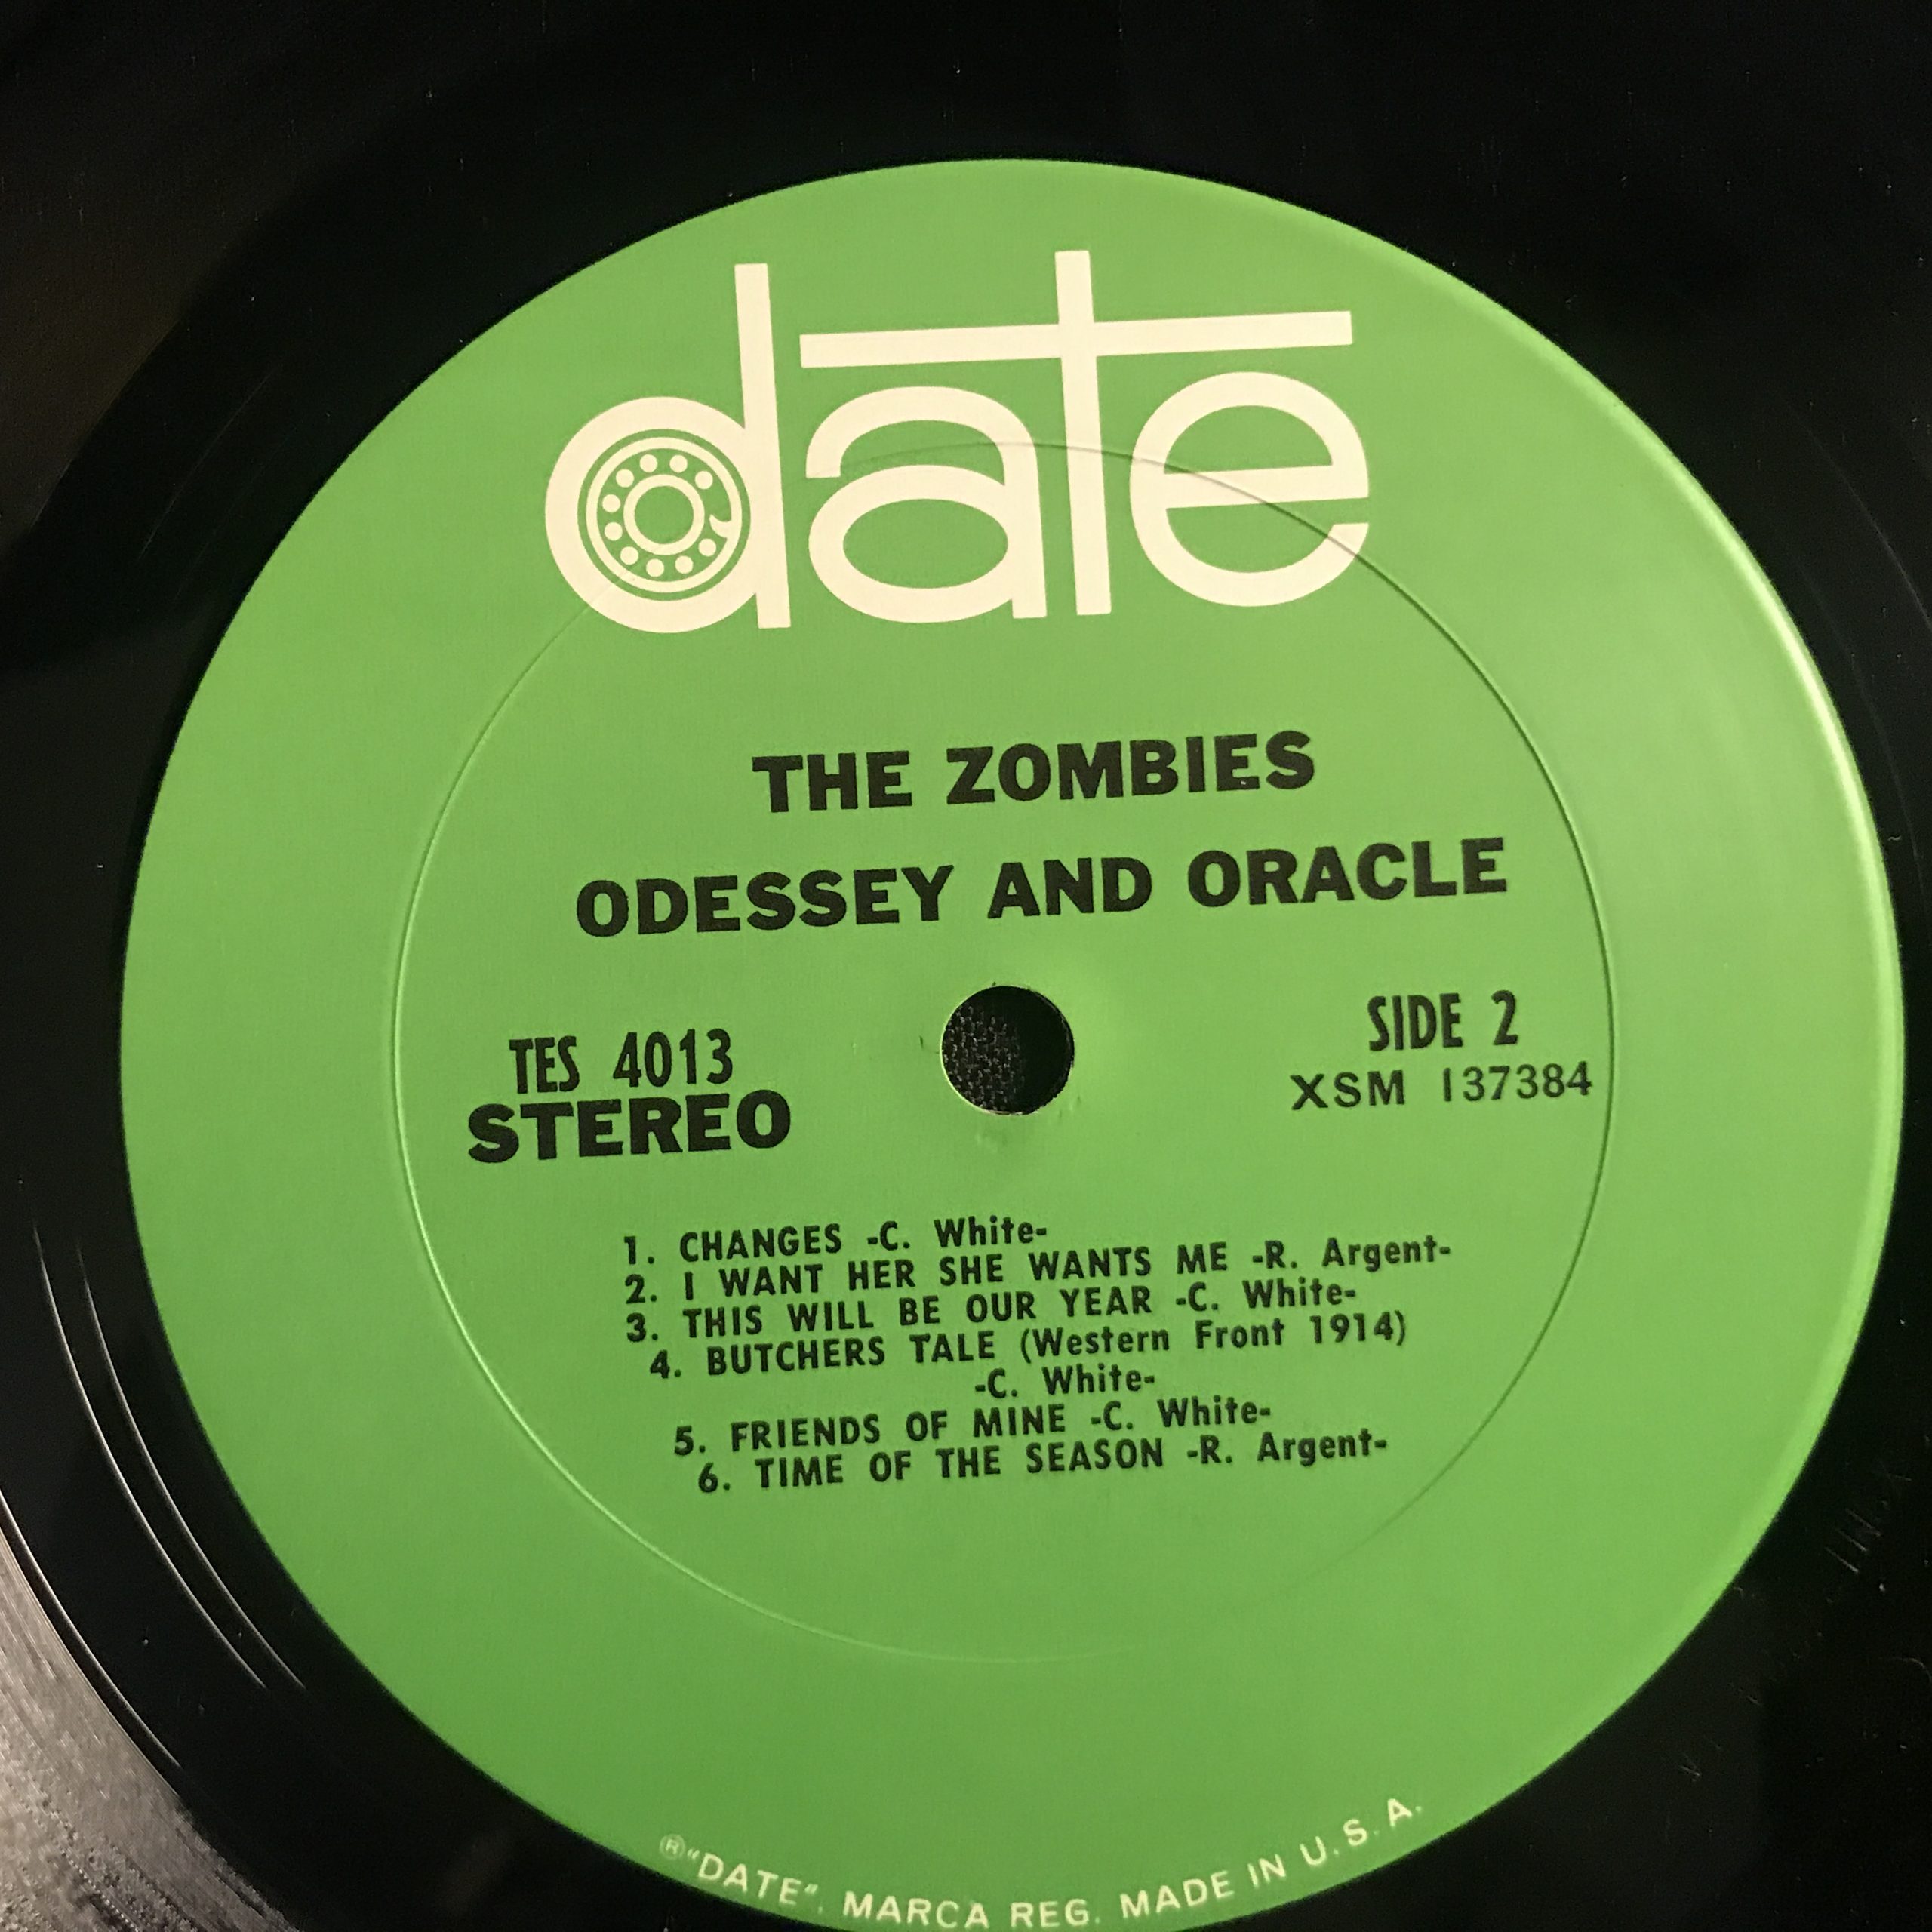 date
THE ZOMBIES
ODESSEY AND ORACLE
TES 4013
STEREO
SIDE 2
XSM 137384
1. CHANGES -C. White-
2. I WANT HER SHE WANTS ME -R. Argent-
3. THIS WILL BE OUR YEAR -C. White-
4. BUTCHERS TALE (Western Front 1914)
-C. White-
5. FRIENDS OF MINE -C. White-
6. TIME OF THE SEASON -R. Argent-
®"DATE". MARCA REG. MADE IN U.S.A.